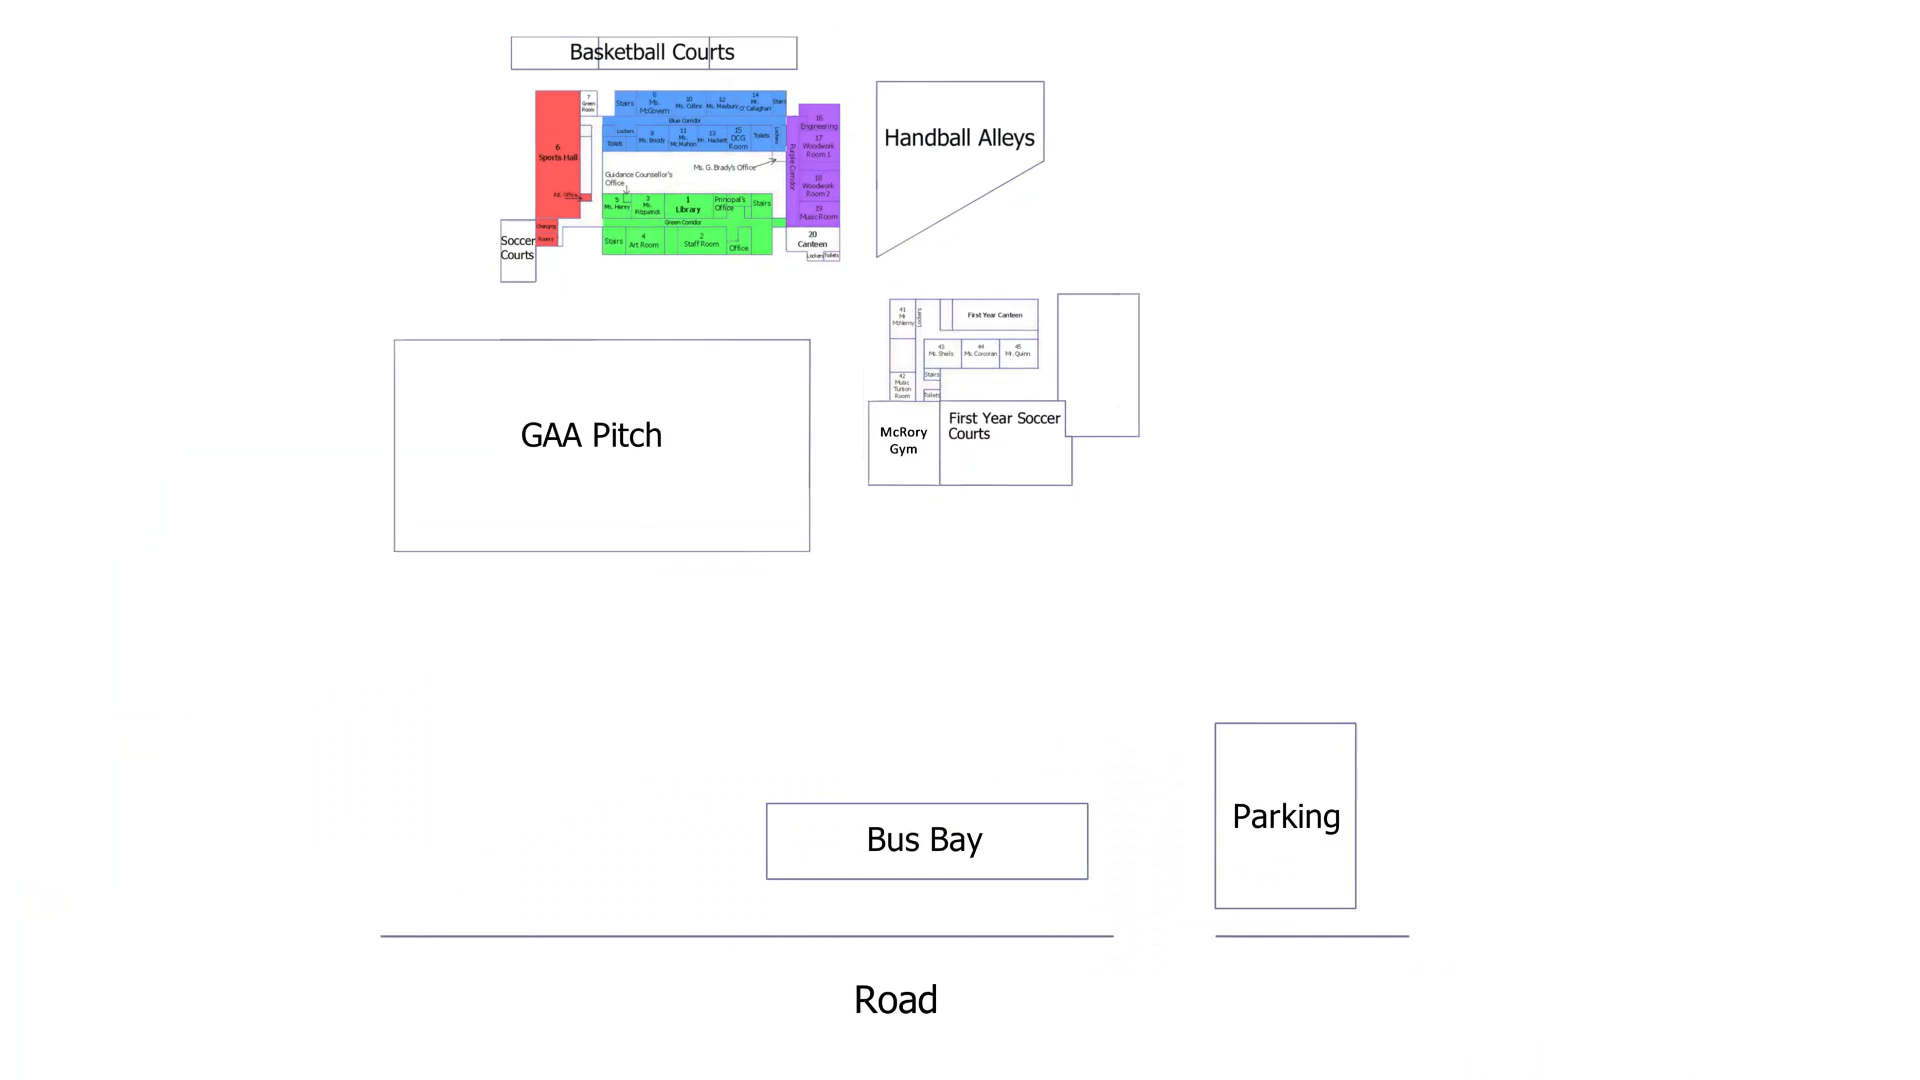 Basketball Courts
7
Green
Room
Stairs
8
Ms.
McGovern
10
Ms. Collins
12
Ms. Maybury
14
Mr.
O' Callaghan
Stairs
Blue Corridor
Lockers
Toilets
9
Ms. Brody
11
Ms.
Mc Mahon
13
Mr. Hackett
15
DCG
Room
Toilets
Lockers
16
Engineering
17
Woodwork
Room 1
Purple Corridor
18
Woodwork
Room 2
19
Music Room
6
Sports Hall
Ms. G. Brady's Office
Guidance Counsellor's
Office
P.E. Office
5
Ms. Henry
3
Ms.
Fitzpatrick
1
Library
Principal's
Office
Stairs
Green Corridor
Changing
Rooms
Soccer
Courts
Stairs
4
Art Room
2
Staff Room
Office
20
Canteen
Lockers
Toilets
Handball Alleys
41
Mr
McNerny
Lockers
First Year Canteen
43
Ms. Sheils
44
Ms. Corcoran
45
Mr. Quinn
42
Music
Tuition
Room
Stairs
Toilets
McRory
Gym
First Year Soccer
Courts
GAA Pitch
Bus Bay
Parking
Road